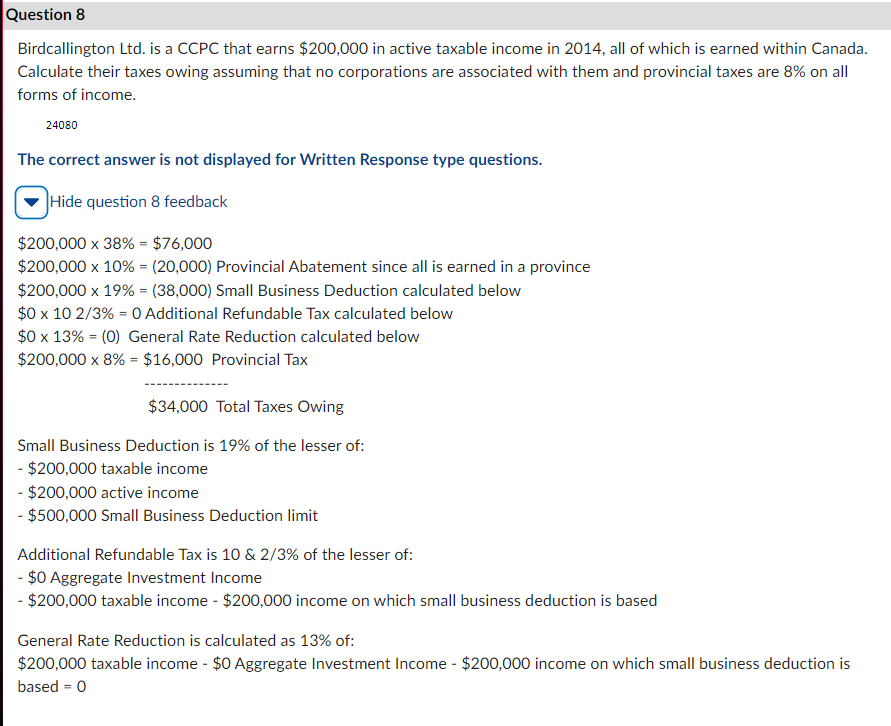 Question 8
Birdcallington Ltd. is a CCPC that earns $200,000 in active taxable income in 2014, all of which is earned within Canada.
Calculate their taxes owing assuming that no corporations are associated with them and provincial taxes are 8% on all
forms of income.
24080
The correct answer is not displayed for Written Response type questions.
Hide question 8 feedback
$200,000 x 38% = $76,000
$200,000 x 10% = (20,000) Provincial Abatement since all is earned in a province
$200,000 x 19% = (38,000) Small Business Deduction calculated below
$0 x 10 2/3% = 0 Additional Refundable Tax calculated below
$0 x 13% = (0) General Rate Reduction calculated below
$200,000 x 8% = $16,000 Provincial Tax
--------------
$34,000 Total Taxes Owing
Small Business Deduction is 19% of the lesser of:
- $200,000 taxable income
- $200,000 active income
- $500,000 Small Business Deduction limit
Additional Refundable Tax is 10 & 2/3% of the lesser of:
- $0 Aggregate Investment Income
- $200,000 taxable income - $200,000 income on which small business deduction is based
General Rate Reduction is calculated as 13% of:
$200,000 taxable income - $0 Aggregate Investment Income - $200,000 income on which small business deduction is
based = 0